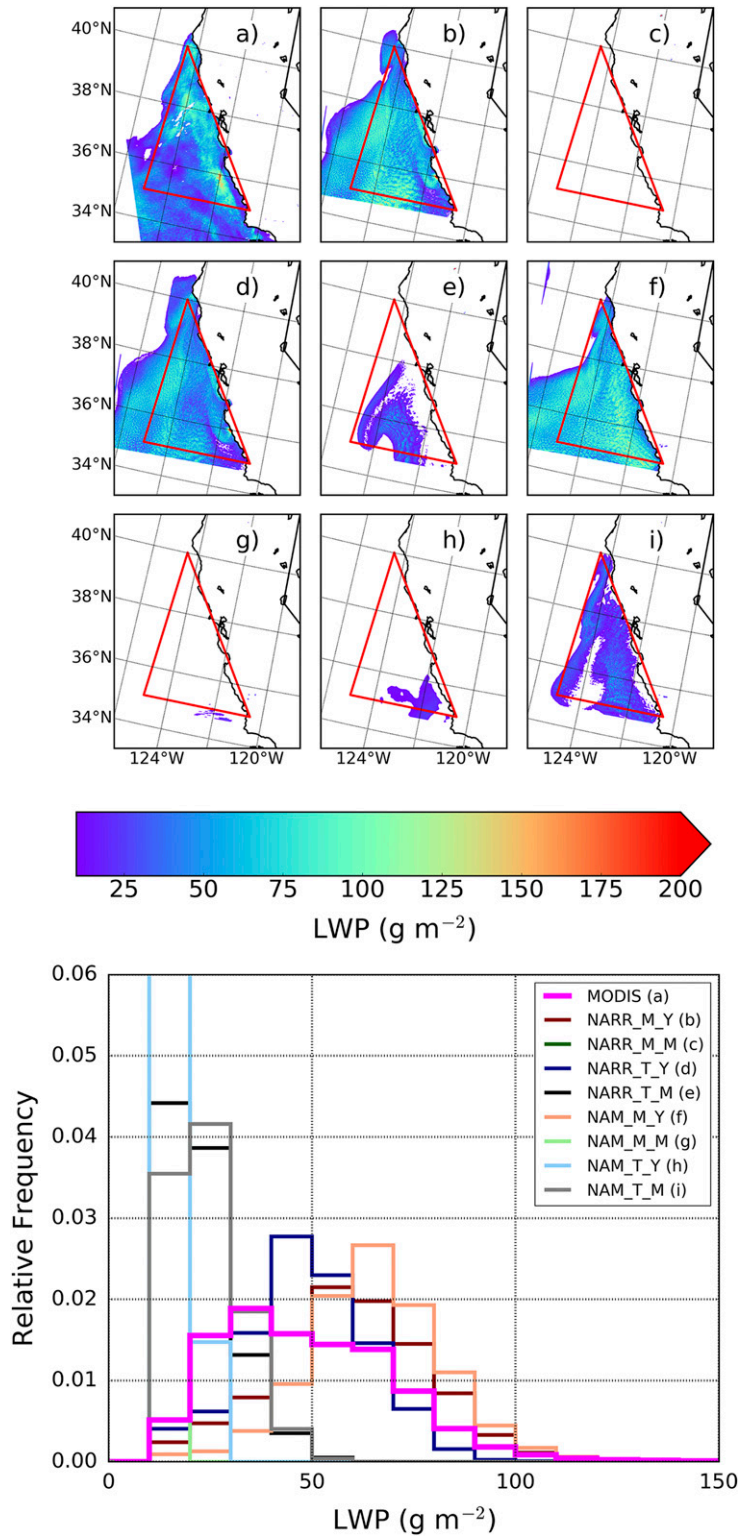 40°N
38°N
36°N
34°N
a)
b)
c)
40°N
38°N
36°N
34°N
d)
e)
f)
40°N
38°N
36°N
34°N
g)
h)
i)
124°W 120°W
124°W 120°W
124°W 120°W
25 50 75 100 125 150 175 200
LWP (g m⁻²)
0.06
0.05
0.04
0.03
0.02
0.01
0.00
Relative Frequency
MODIS (a)
NARR_M_Y (b)
NARR_M_M (c)
NARR_T_Y (d)
NARR_T_M (e)
NAM_M_Y (f)
NAM_M_M (g)
NAM_T_Y (h)
NAM_T_M (i)
0 50 100 150
LWP (g m⁻²)